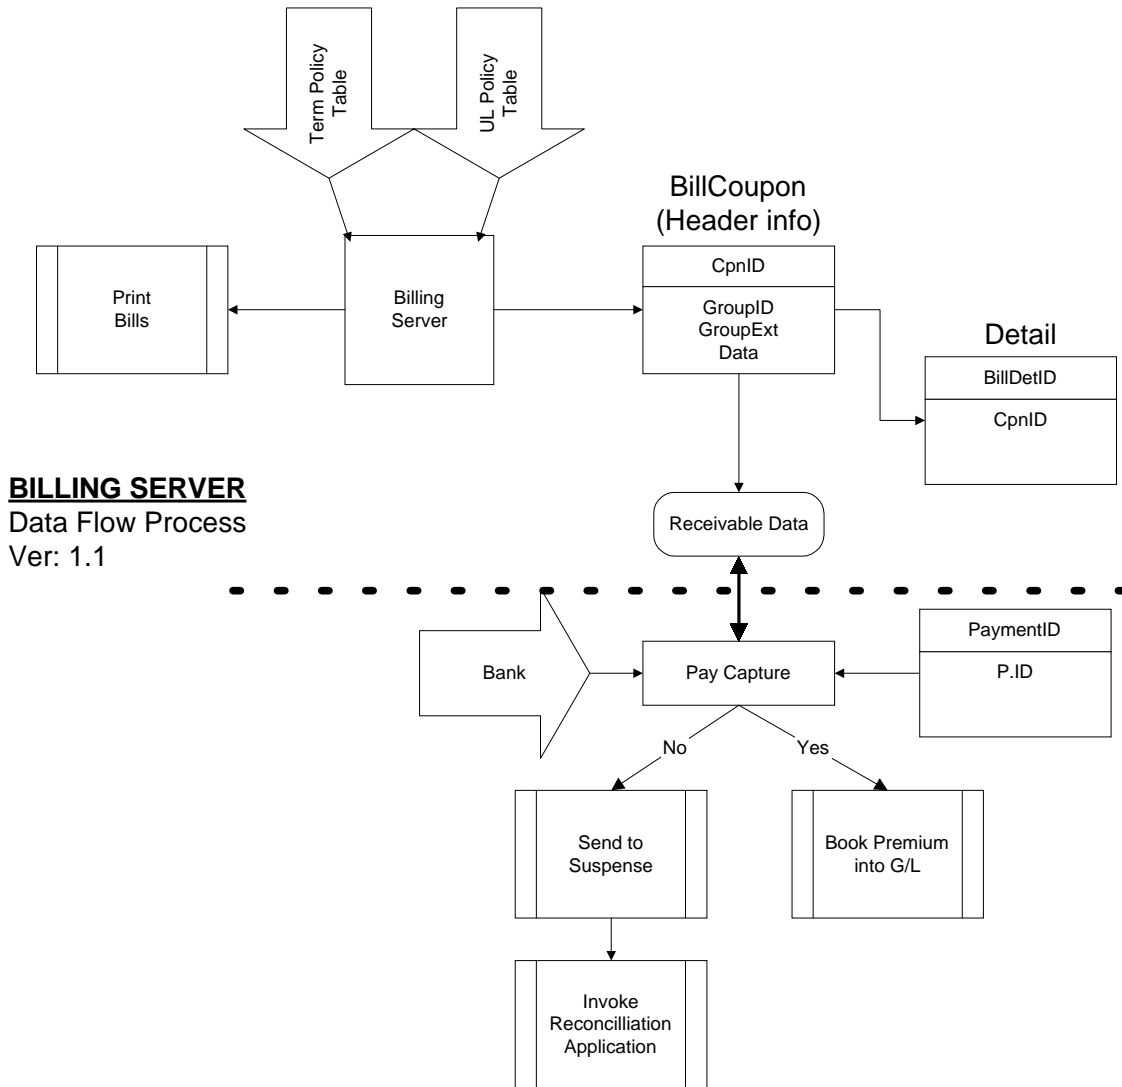 Term Policy
Table
UL Policy
Table
BillCoupon
(Header info)
CpnID
GroupID
GroupExt
Data
Print
Bills
Billing
Server
Detail
BillDetID
CpnID
BILLING SERVER
Data Flow Process
Ver: 1.1
Receivable Data
Bank
Pay Capture
PaymentID
P.ID
No
Yes
Send to
Suspense
Book Premium
into G/L
Invoke
Reconcilliation
Application